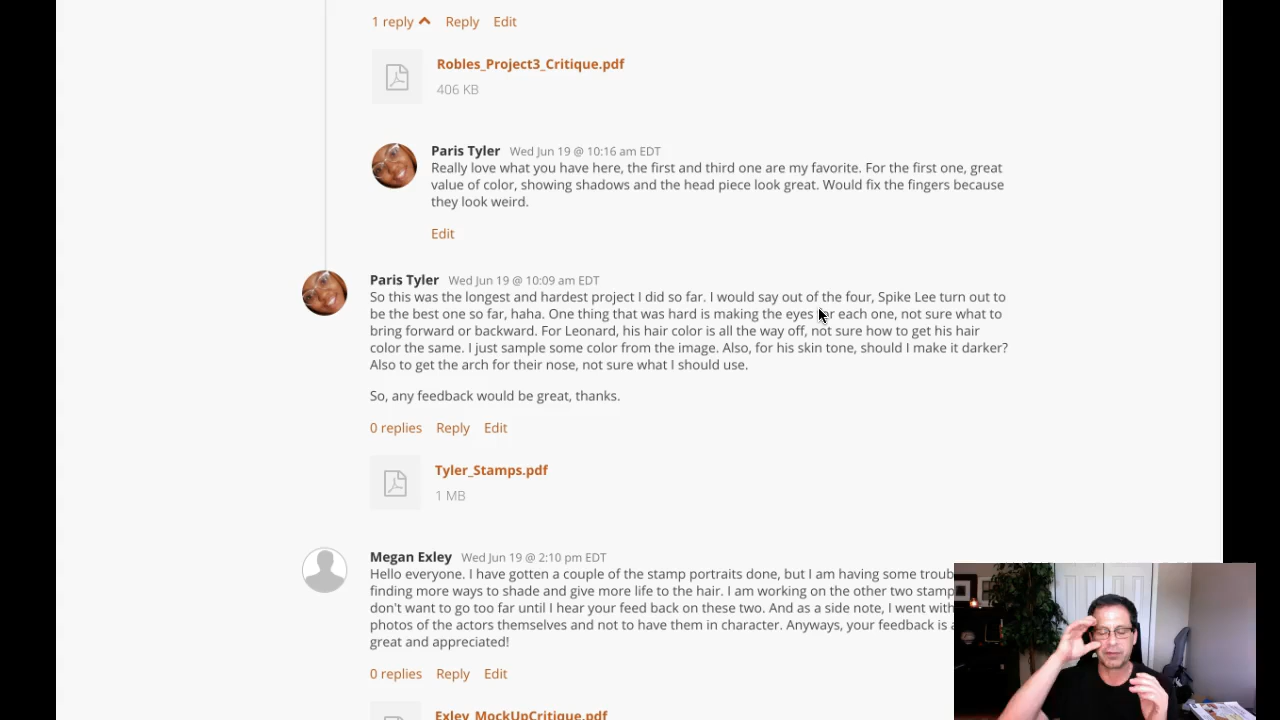 1 reply Reply Edit
Robles_Project3_Critique.pdf
406 KB
Paris Tyler Wed Jun 19 @ 10:16 am EDT
Really love what you have here, the first and third one are my favorite. For the first one, great
value of color, showing shadows and the head piece look great. Would fix the fingers because
they look weird.
Edit
Paris Tyler Wed Jun 19 @ 10:09 am EDT
So this was the longest and hardest project I did so far. I would say out of the four, Spike Lee turn out to
be the best one so far, haha. One thing that was hard is making the eyes for each one, not sure what to
bring forward or backward. For Leonard, his hair color is all the way off, not sure how to get his hair
color the same. I just sample some color from the image. Also, for his skin tone, should I make it darker?
Also to get the arch for their nose, not sure what I should use.
So, any feedback would be great, thanks.
0 replies Reply Edit
Tyler_Stamps.pdf
1 MB
Megan Exley Wed Jun 19 @ 2:10 pm EDT
Hello everyone. I have gotten a couple of the stamp portraits done, but I am having some troub
finding more ways to shade and give more life to the hair. I am working on the other two stamp
don't want to go too far until I hear your feed back on these two. And as a side note, I went with
photos of the actors themselves and not to have them in character. Anyways, your feedback is
great and appreciated!
0 replies Reply Edit
Exley_MockUpCritique.pdf